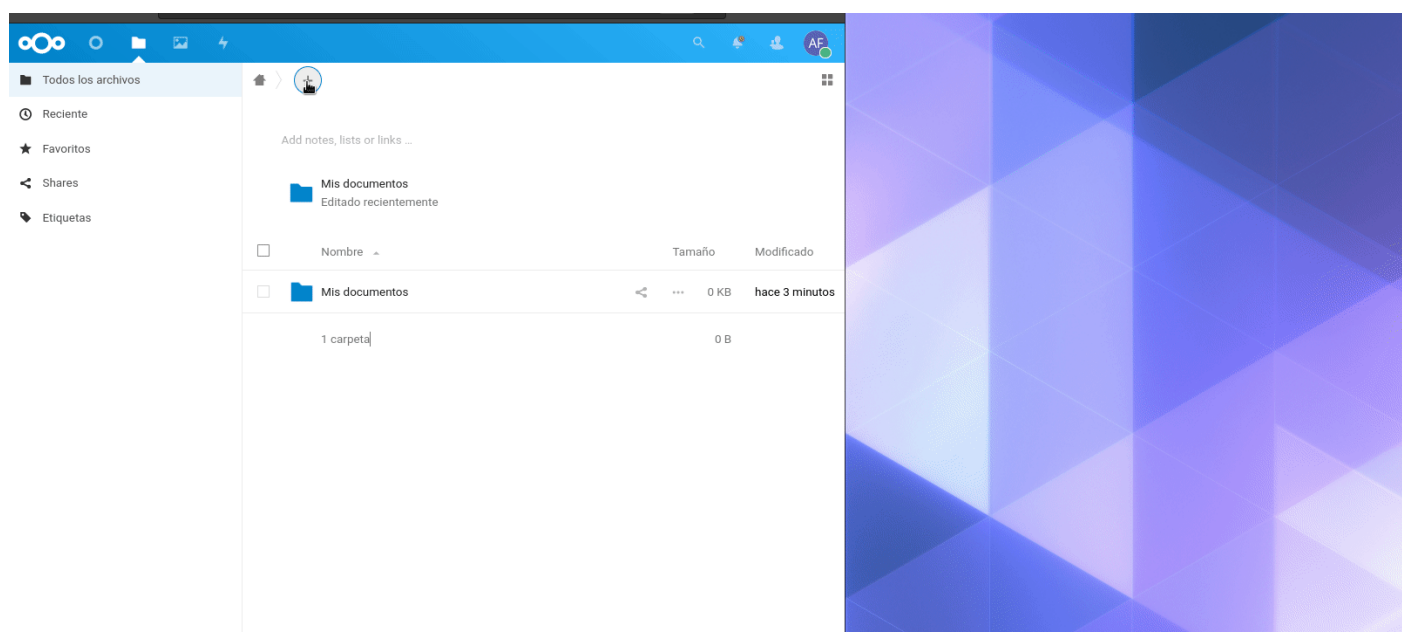 AF
Todos los archivos
Reciente
Favoritos
Shares
Etiquetas
Add notes, lists or links ...
Mis documentos
Editado recientemente
Nombre Tamaño Modificado
Mis documentos 0 KB hace 3 minutos
1 carpeta 0 B